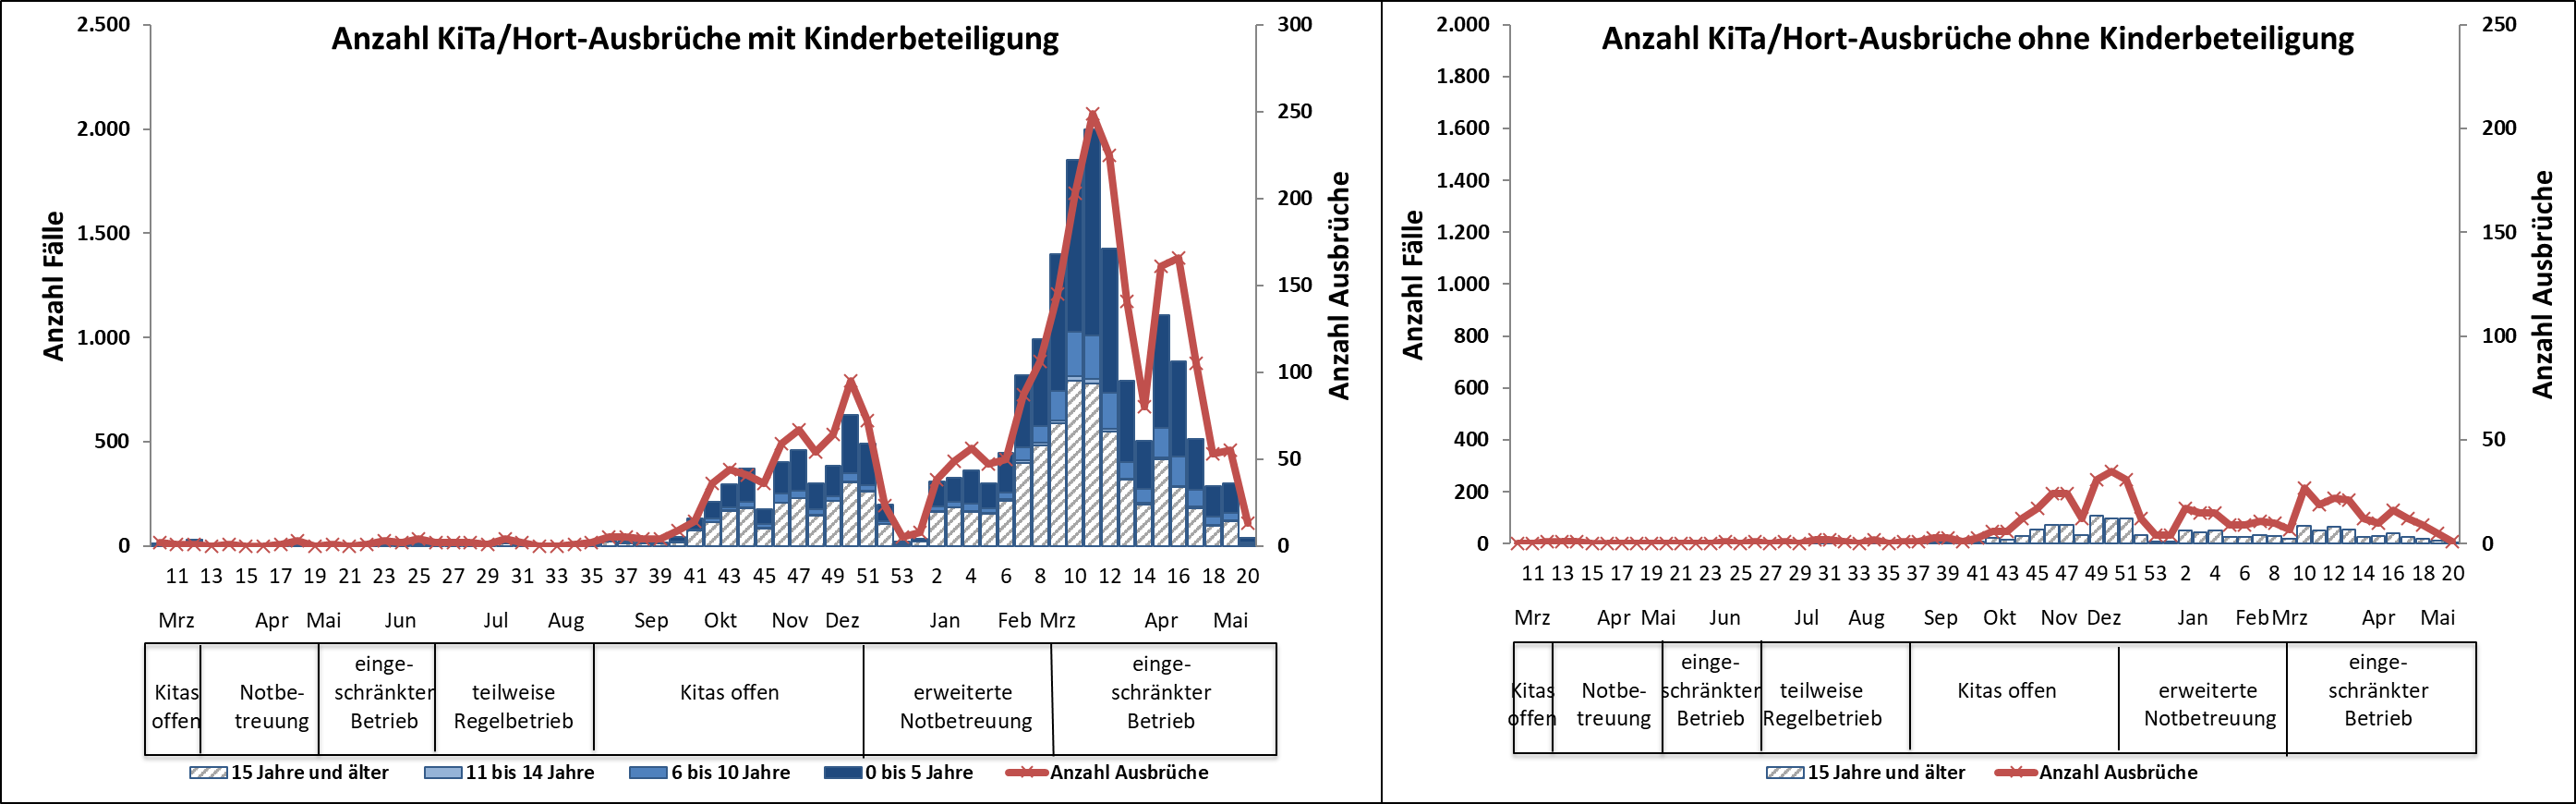 Anzahl KiTa/Hort-Ausbrüche mit Kinderbeteiligung
2.500
2.000
1.500
1.000
500
0
Anzahl Fälle
300
250
200
150
100
50
0
Anzahl Ausbrüche
11 13 15 17 19 21 23 25 27 29 31 33 35 37 39 41 43 45 47 49 51 53 2 4 6 8 10 12 14 16 18 20
Mrz Apr Mai Jun Jul Aug Sep Okt Nov Dez Jan Feb Mrz Apr Mai
Kitas
offen
Notbe-
treuung
einge-
schränkter
Betrieb
teilweise
Regelbetrieb
Kitas offen
erweiterte
Notbetreuung
einge-
schränkter
Betrieb
15 Jahre und älter 11 bis 14 Jahre 6 bis 10 Jahre 0 bis 5 Jahre Anzahl Ausbrüche
Anzahl KiTa/Hort-Ausbrüche ohne Kinderbeteiligung
2.000
1.800
1.600
1.400
1.200
1.000
800
600
400
200
0
Anzahl Fälle
250
200
150
100
50
0
Anzahl Ausbrüche
11 13 15 17 19 21 23 25 27 29 31 33 35 37 39 41 43 45 47 49 51 53 2 4 6 8 10 12 14 16 18 20
Mrz Apr Mai Jun Jul Aug Sep Okt Nov Dez Jan Feb Mrz Apr Mai
Kitas
offen
Notbe-
treuung
einge-
schränkter
Betrieb
teilweise
Regelbetrieb
Kitas offen
erweiterte
Notbetreuung
einge-
schränkter
Betrieb
15 Jahre und älter Anzahl Ausbrüche